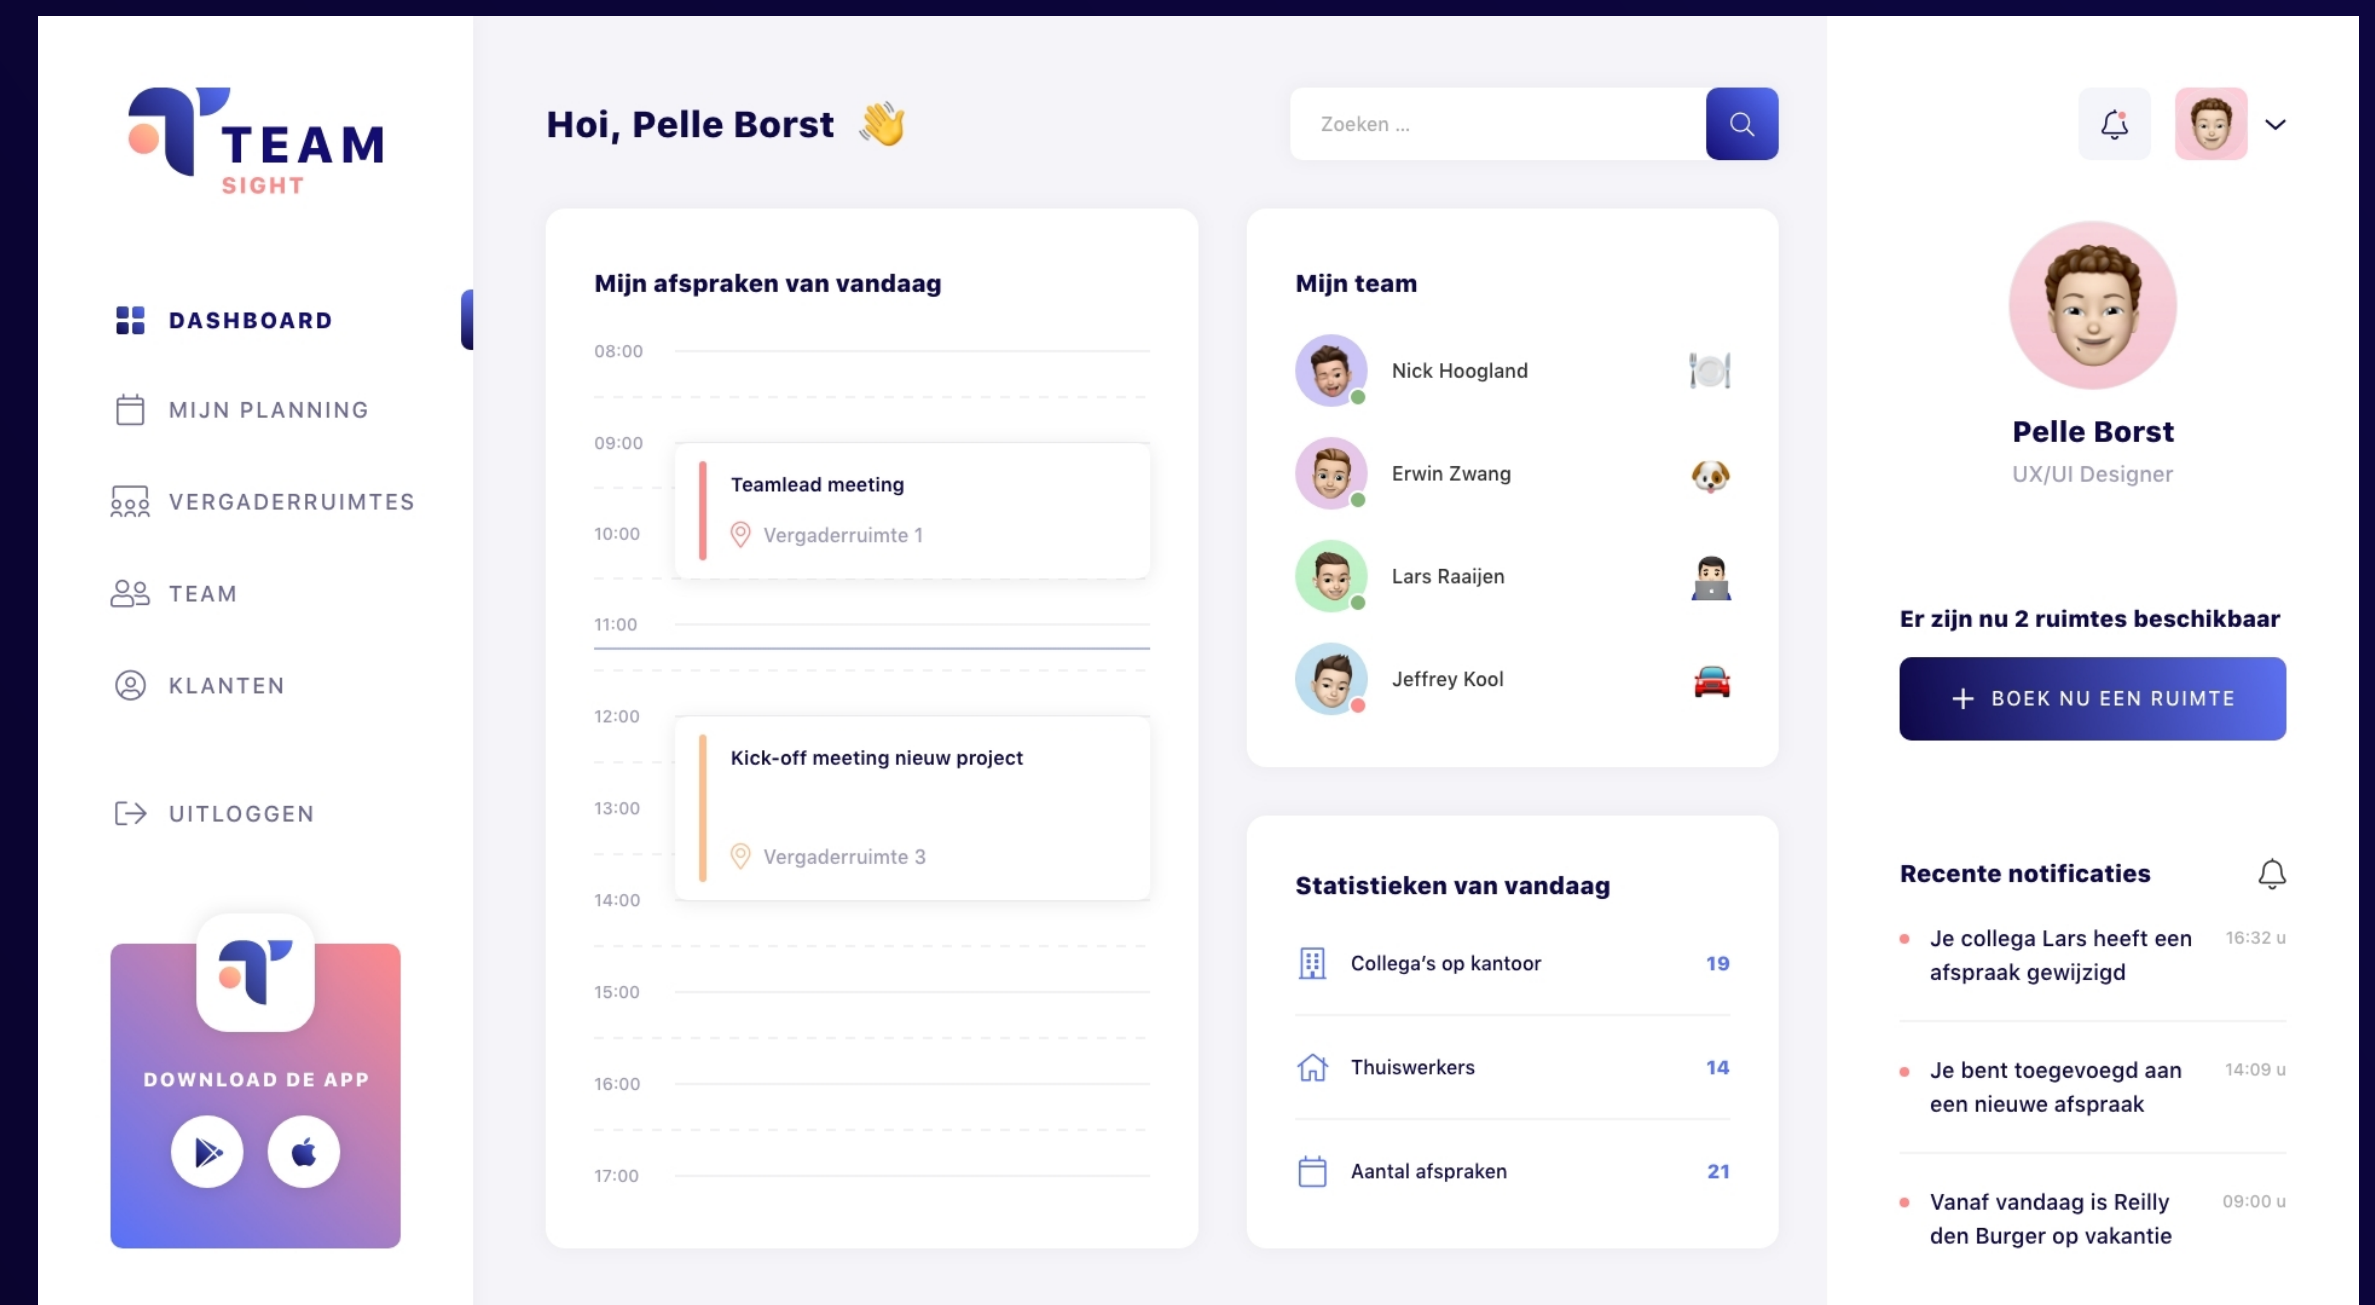 TEAM
SIGHT
DASHBOARD
MIJN PLANNING
VERGADERRUIMTES
TEAM
KLANTEN
UITLOGGEN
DOWNLOAD DE APP
Hoi, Pelle Borst 👋
Zoeken ...
Mijn afspraken van vandaag
08:00
09:00
Teamlead meeting
Vergaderruimte 1
10:00
11:00
12:00
Kick-off meeting nieuw project
13:00
Vergaderruimte 3
14:00
15:00
16:00
17:00
Mijn team
Nick Hoogland
Erwin Zwang
Lars Raaijen
Jeffrey Kool
Statistieken van vandaag
Collega’s op kantoor 19
Thuiswerkers 14
Aantal afspraken 21
Pelle Borst
UX/UI Designer
Er zijn nu 2 ruimtes beschikbaar
BOEK NU EEN RUIMTE
Recente notificaties
Je collega Lars heeft een 16:32 u
afspraak gewijzigd
Je bent toegevoegd aan 14:09 u
een nieuwe afspraak
Vanaf vandaag is Reilly 09:00 u
den Burger op vakantie